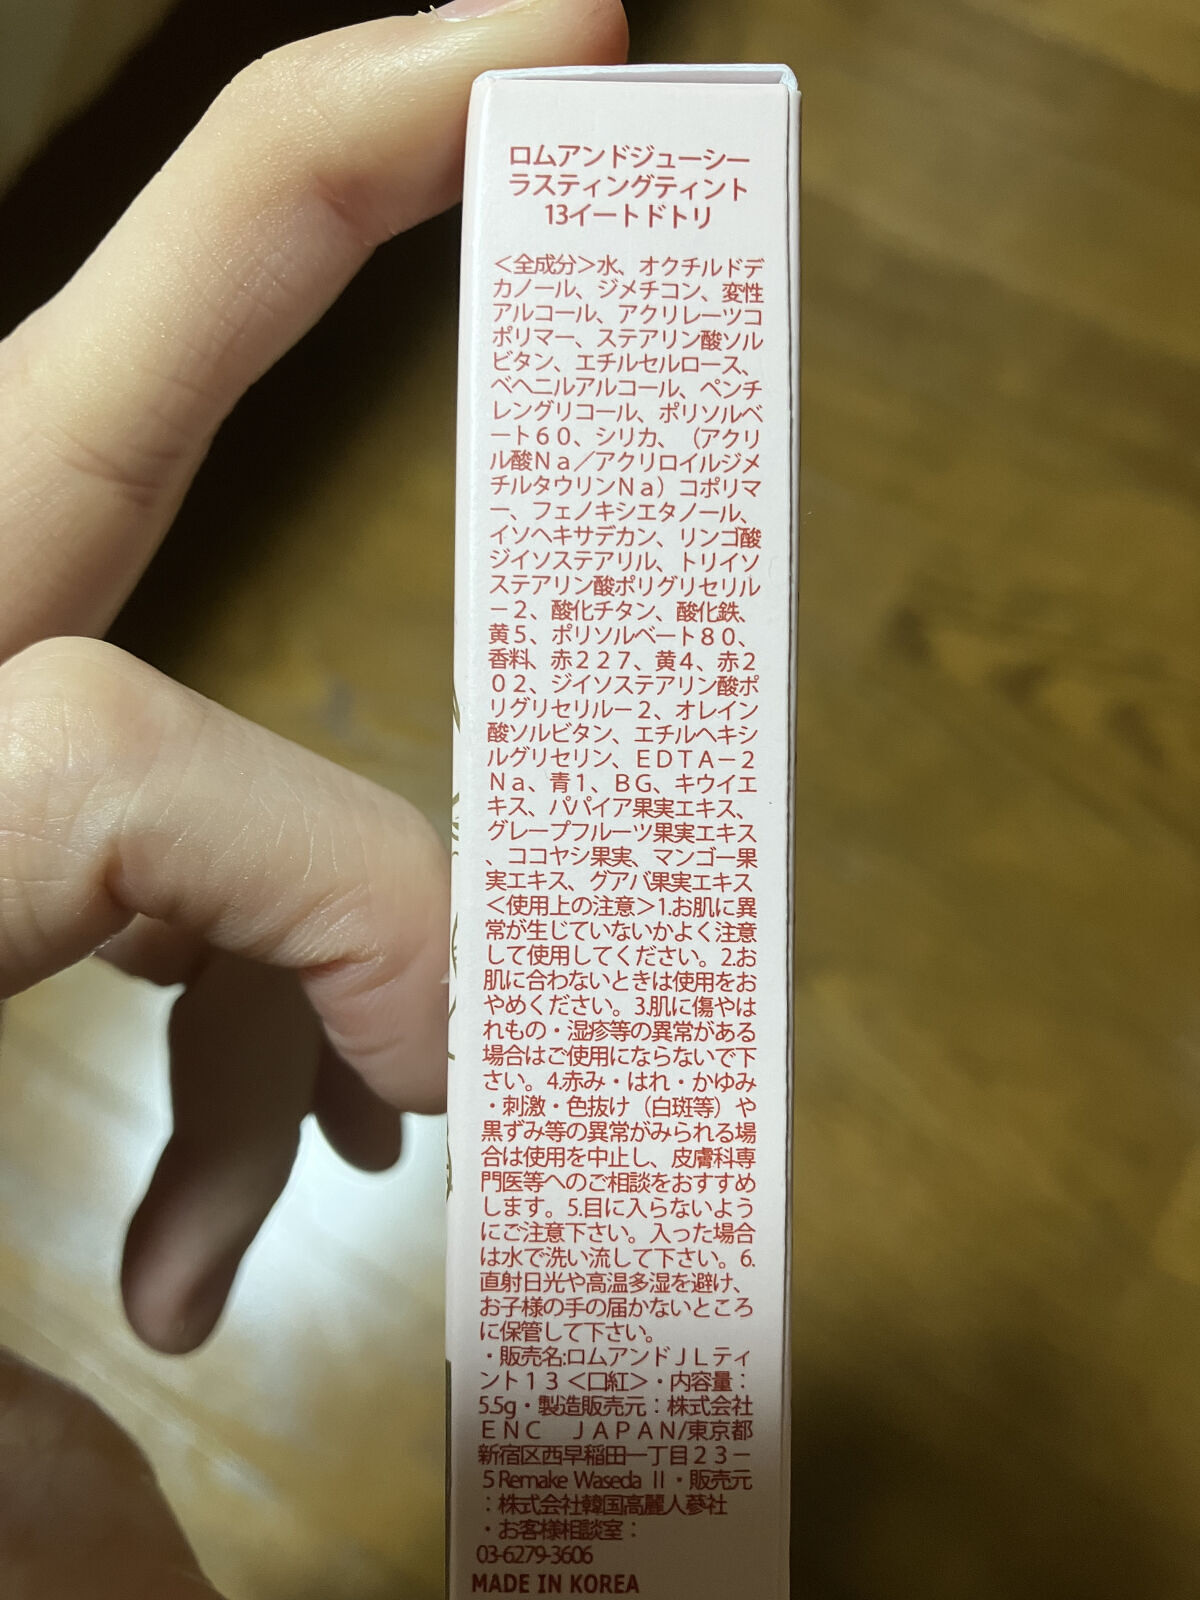 ロムアンドジューシー
ラスティングティント
13イートドトリ
＜全成分＞水、オクチルドデ
カノール、ジメチコン、変性
アルコール、アクリレーツコ
ポリマー、ステアリン酸ソル
ビタン、エチルセルロース、
ベヘニルアルコール、ペンチ
レングリコール、ポリソルベ
ート６０、シリカ、（アクリ
ル酸Ｎａ／アクリロイルジメ
チルタウリンＮａ）コポリマ
ー、フェノキシエタノール、
イソヘキサデカン、リンゴ酸
ジイソステアリル、トリイソ
ステアリン酸ポリグリセリル
－２、酸化チタン、酸化鉄、
黄５、ポリソルベート８０、
香料、赤２２７、黄４、赤２
０２、ジイソステアリン酸ポ
リグリセリル－２、オレイン
酸ソルビタン、エチルヘキシ
ルグリセリン、ＥＤＴＡ－２
Ｎａ、青１、ＢＧ、キウイエ
キス、パパイア果実エキス、
グレープフルーツ果実エキス
、ココヤシ果実、マンゴー果
実エキス、グアバ果実エキス
＜使用上の注意＞1.お肌に異
常が生じていないかよく注意
して使用してください。2.お
肌に合わないときは使用をお
やめください。3.肌に傷やは
れもの・湿疹等の異常がある
場合はご使用にならないで下
さい。4.赤み・はれ・かゆみ
・刺激・色抜け（白斑等）や
黒ずみ等の異常がみられる場
合は使用を中止し、皮膚科専
門医等へのご相談をおすすめ
します。5.目に入らないよう
にご注意下さい。入った場合
は水で洗い流して下さい。6.
直射日光や高温多湿を避け、
お子様の手の届かないところ
に保管して下さい。
・販売名:ロムアンドＪＬティ
ント１３＜口紅＞・内容量：
5.5g・製造販売元：株式会社
ＥＮＣ　ＪＡＰＡＮ/東京都
新宿区西早稲田一丁目２３－
５Remake Waseda Ⅱ・販売元
：株式会社韓国高麗人蔘社
・お客様相談室：
03-6279-3606
MADE IN KOREA